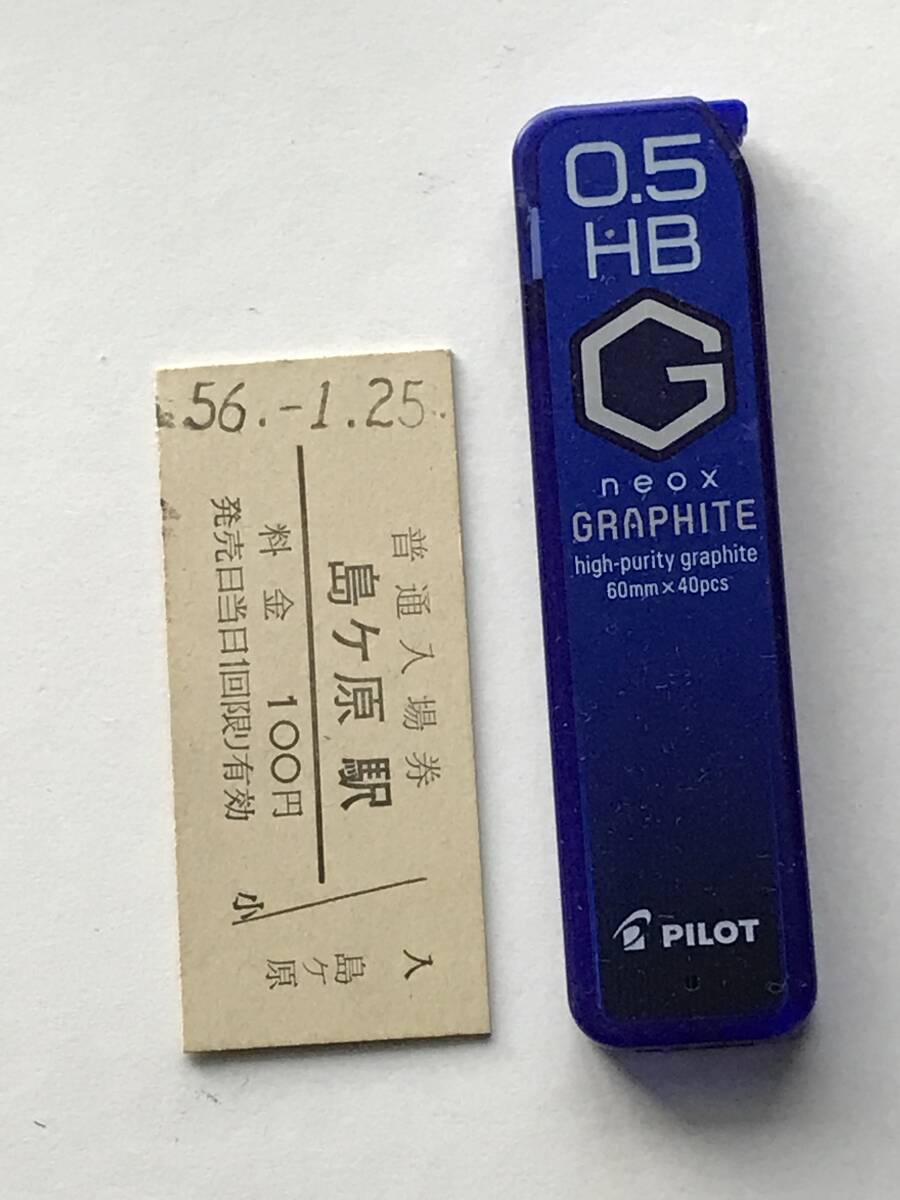 56.-1.25
普通入場券
島ケ原駅
料金 100円
発売日当日1回限り有効
小
入
島ケ原
0.5
HB
G
neox
GRAPHITE
high-purity graphite
60mm×40pcs
PILOT